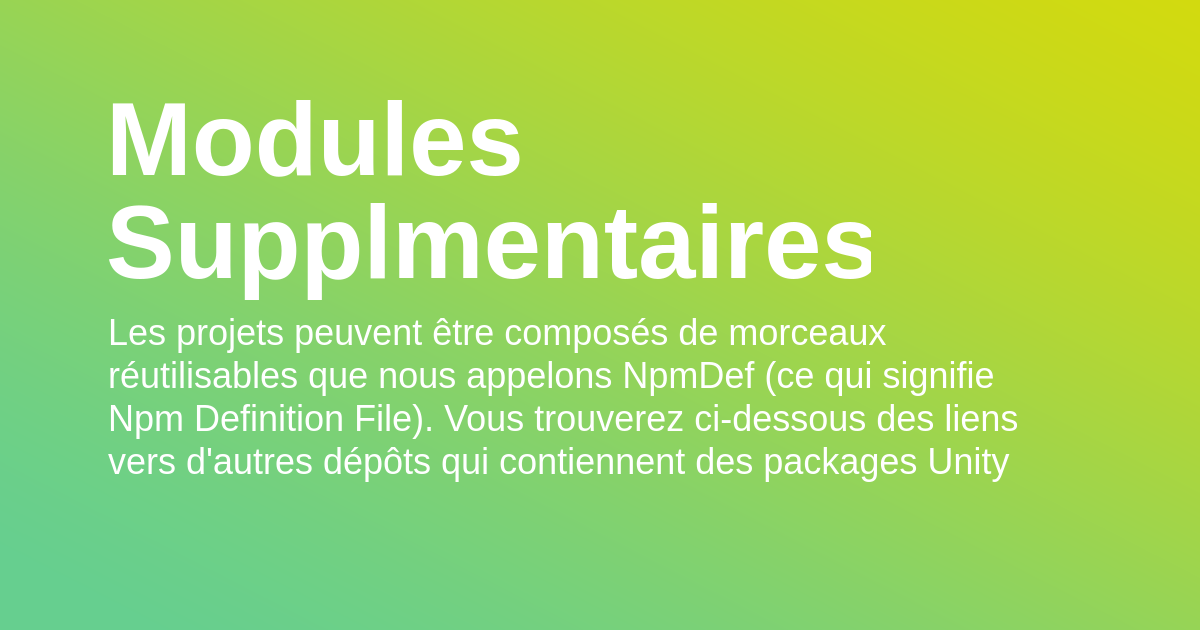 Modules
Supplmentaires
Les projets peuvent être composés de morceaux
réutilisables que nous appelons NpmDef (ce qui signifie
Npm Definition File). Vous trouverez ci-dessous des liens
vers d'autres dépôts qui contiennent des packages Unity